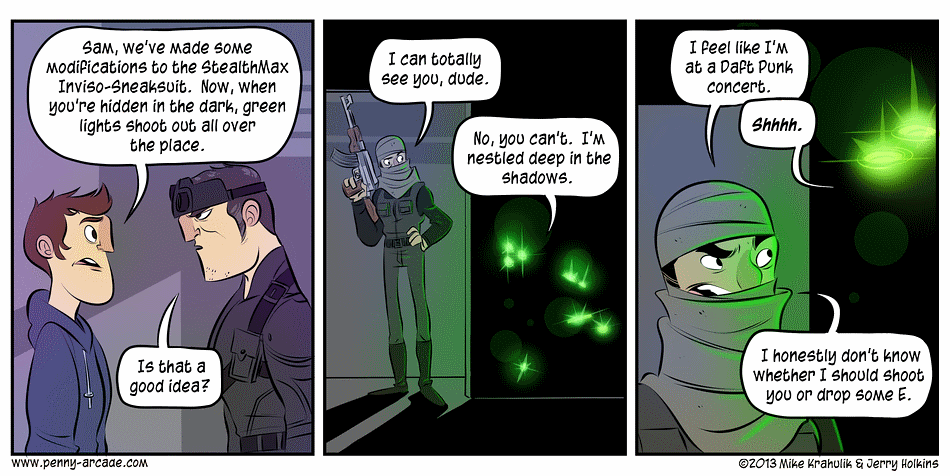 Sam, we've made some
modifications to the StealthMax
Inviso-Sneaksuit. Now, when
you're hidden in the dark, green
lights shoot out all over
the place.
Is that a
good idea?
I can totally
see you, dude.
No, you can't. I'm
nestled deep in the
shadows.
I feel like I'm
at a Daft Punk
concert.
Shhhh.
I honestly don't know
whether I should shoot
you or drop some E.
www.penny-arcade.com
©2013 Mike Krahulik & Jerry Holkins